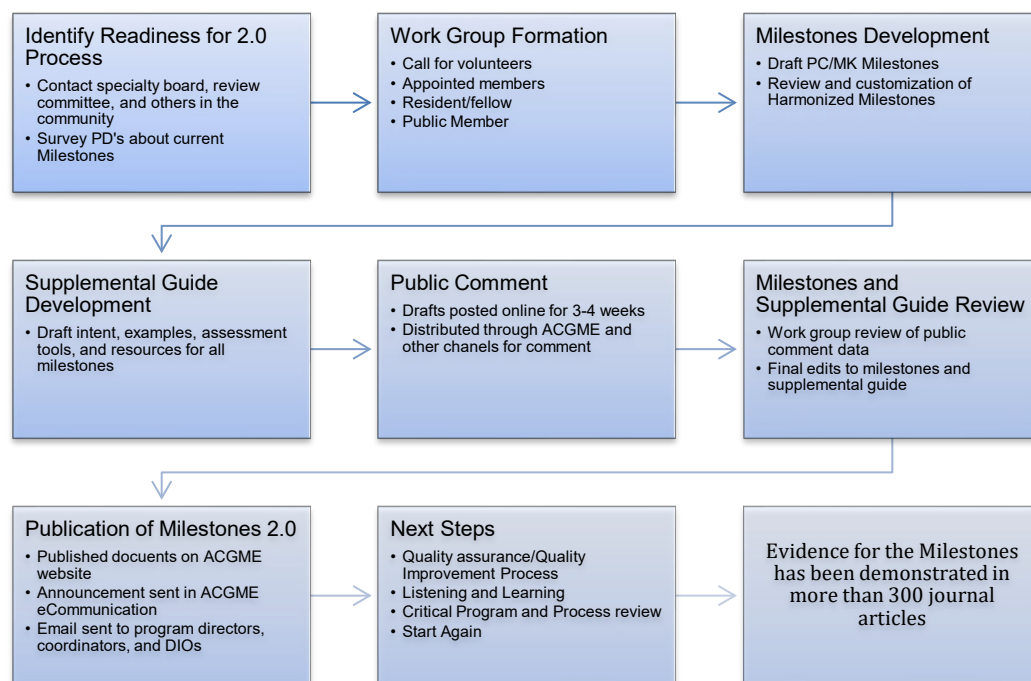 Identify Readiness for 2.0
Process
• Contact specialty board, review
committee, and others in the
community
• Survey PD's about current
Milestones
Work Group Formation
• Call for volunteers
• Appointed members
• Resident/fellow
• Public Member
Milestones Development
• Draft PC/MK Milestones
• Review and customization of
Harmonized Milestones
Supplemental Guide
Development
• Draft intent, examples, assessment
tools, and resources for all
milestones
Public Comment
• Drafts posted online for 3-4 weeks
• Distributed through ACGME and
other chanels for comment
Milestones and
Supplemental Guide Review
• Work group review of public
comment data
• Final edits to milestones and
supplemental guide
Publication of Milestones 2.0
• Published docuents on ACGME
website
• Announcement sent in ACGME
eCommunication
• Email sent to program directors,
coordinators, and DIOs
Next Steps
• Quality assurance/Quality
Improvement Process
• Listening and Learning
• Critical Program and Process review
• Start Again
Evidence for the Milestones
has been demonstrated in
more than 300 journal
articles